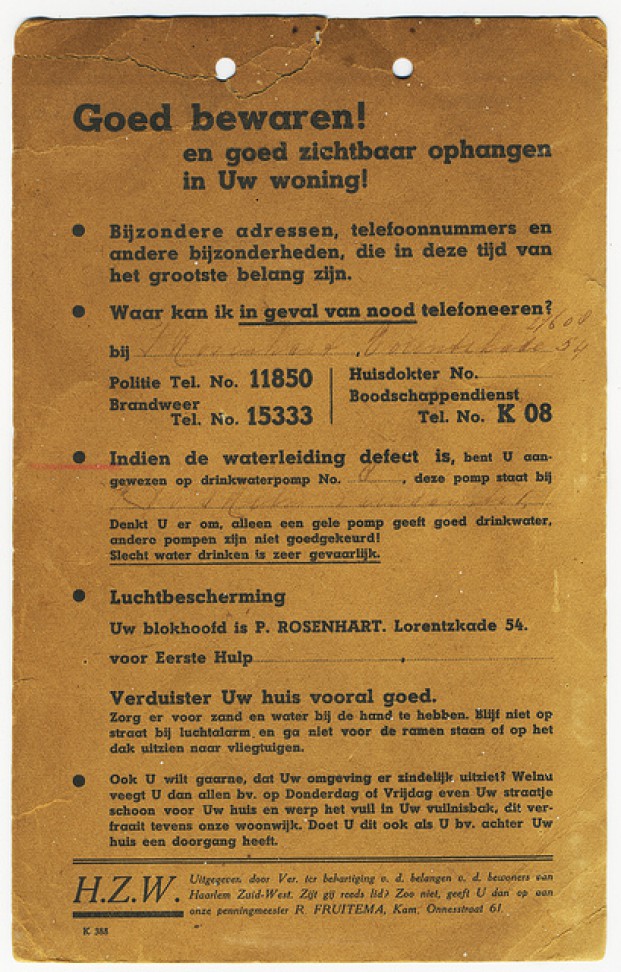 Goed bewaren!
en goed zichtbaar ophangen
in Uw woning!
● Bijzondere adressen, telefoonnummers en
andere bijzonderheden, die in deze tijd van
het grootste belang zijn.
● Waar kan ik in geval van nood telefoneeren?
21608
bij P Rosenhart, Lorentzkade 54
Politie Tel. No. 11850
Brandweer
Tel. No. 15333
Huisdokter No.
Boodschappendienst
Tel. No. K 08
● Indien de waterleiding defect is, bent U aan-
gewezen op drinkwaterpomp No. 8, deze pomp staat bij
Denkt U er om, alleen een gele pomp geeft goed drinkwater,
andere pompen zijn niet goedgekeurd!
Slecht water drinken is zeer gevaarlijk.
● Luchtbescherming
Uw blokhoofd is P. ROSENHART. Lorentzkade 54.
voor Eerste Hulp
Verduister Uw huis vooral goed.
Zorg er voor zand en water bij de hand te hebben. Blijf niet op
straat bij luchtalarm en ga niet voor de ramen staan of op het
dak uitzien naar vliegtuigen.
● Ook U wilt gaarne, dat Uw omgeving er zindelijk uitziet? Welnu
veegt U dan allen bv. op Donderdag of Vrijdag even Uw straatje
schoon voor Uw huis en werp het vuil in Uw vuilnisbak, dit ver-
fraait tevens onze woonwijk. Doet U dit ook als U bv. achter Uw
huis een doorgang heeft.
H.Z.W.
Uitgegeven door Ver. ter behartiging v. d. belangen v. d. bewoners van
Haarlem Zuid-West. Zijt gij reeds lid? Zoo niet, geeft U dan op aan
onze penningmeester R. FRUITEMA, Kam. Onnesstraat 61.
K 388